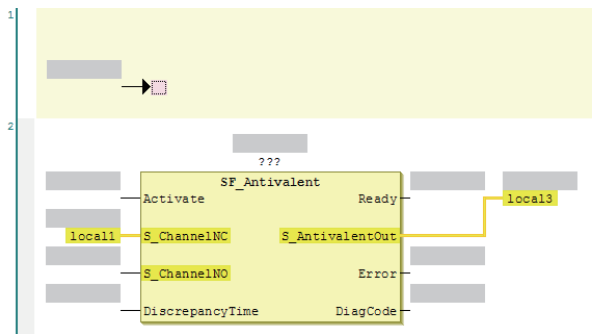 1
2
???
SF_Antivalent
Activate Ready
local3
local1 S_ChannelNC S_AntivalentOut
S_ChannelNO Error
DiscrepancyTime DiagCode